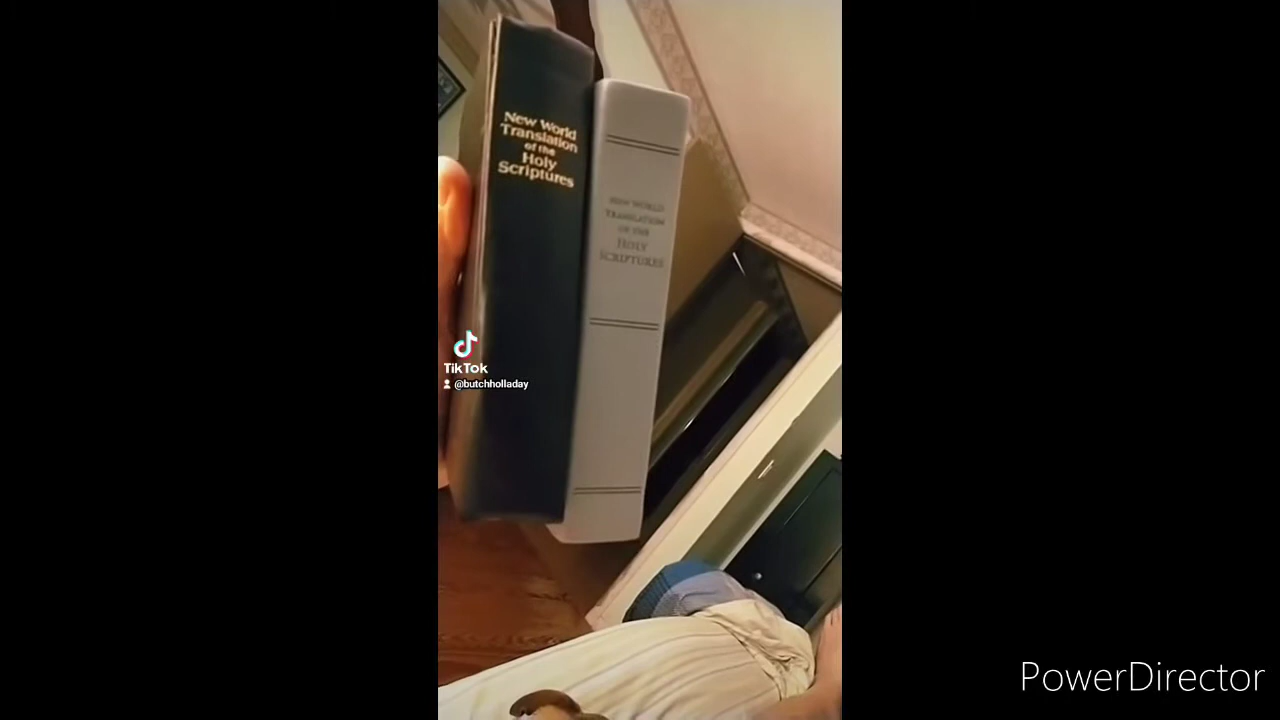 New World
Translation
of the
Holy
Scriptures
NEW WORLD
TRANSLATION
OF THE
HOLY
SCRIPTURES
TikTok
@butchholladay
PowerDirector